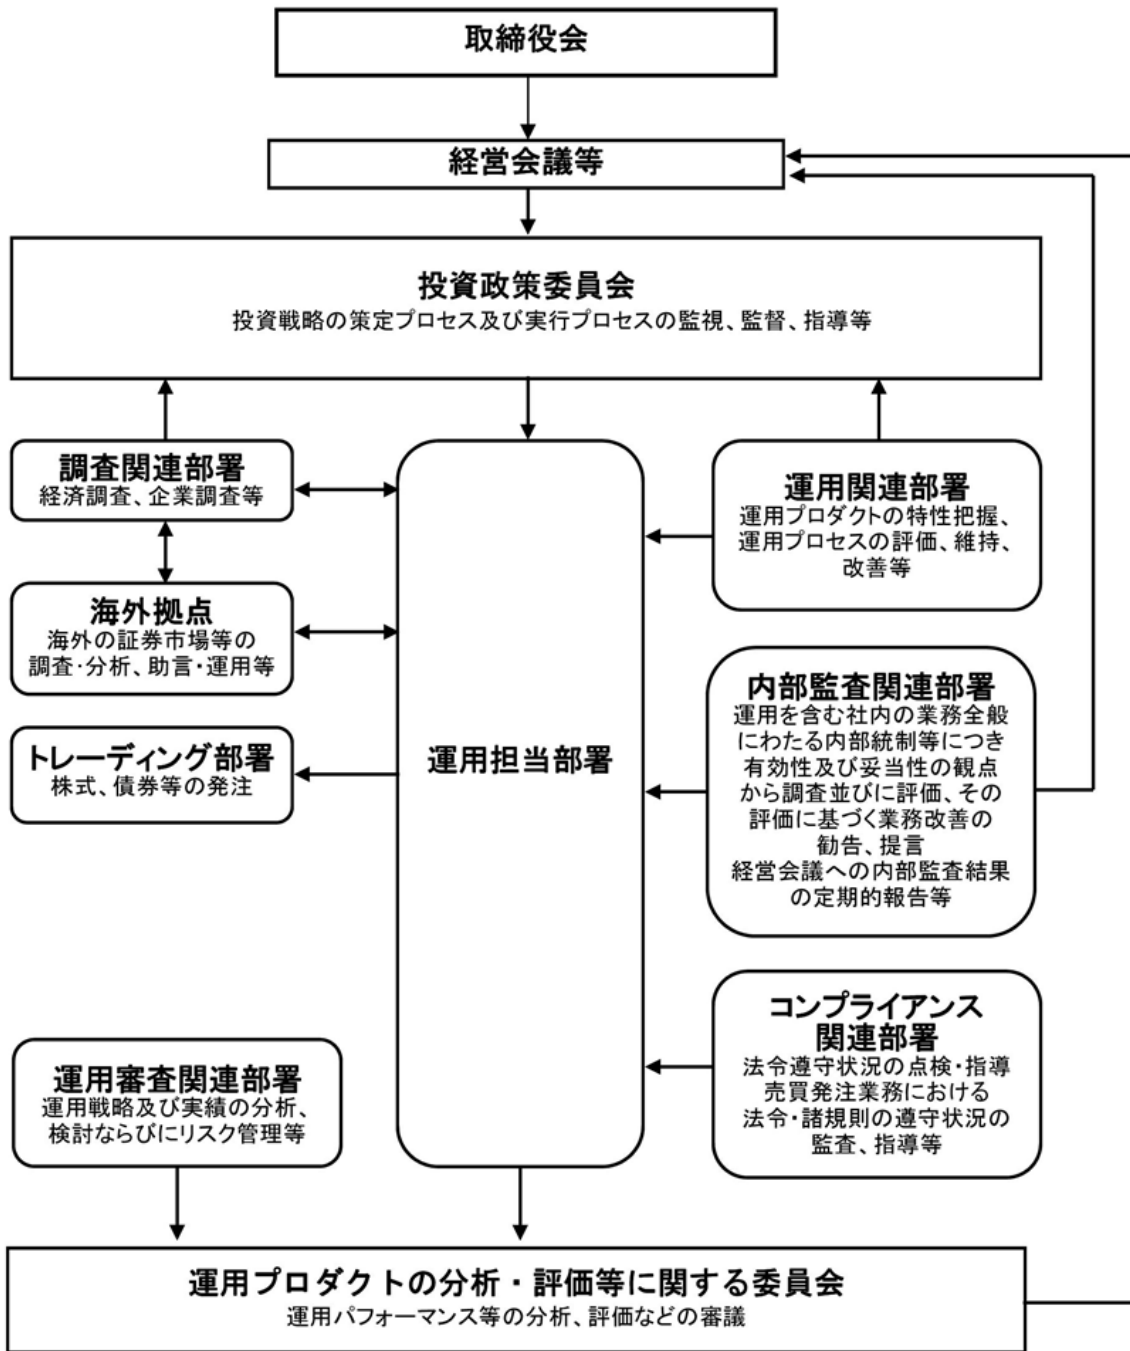 取締役会
経営会議等
投資政策委員会
投資戦略の策定プロセス及び実行プロセスの監視、監督、指導等
調査関連部署
経済調査、企業調査等
海外拠点
海外の証券市場等の
調査・分析、助言・運用等
トレーディング部署
株式、債券等の発注
運用審査関連部署
運用戦略及び実績の分析、
検討ならびにリスク管理等
運用担当部署
運用関連部署
運用プロダクトの特性把握、
運用プロセスの評価、維持、
改善等
内部監査関連部署
運用を含む社内の業務全般
にわたる内部統制等につき
有効性及び妥当性の観点
から調査並びに評価、その
評価に基づく業務改善の
勧告、提言
経営会議への内部監査結果
の定期的報告等
コンプライアンス
関連部署
法令遵守状況の点検・指導
売買発注業務における
法令・諸規則の遵守状況の
監査、指導等
運用プロダクトの分析・評価等に関する委員会
運用パフォーマンス等の分析、評価などの審議